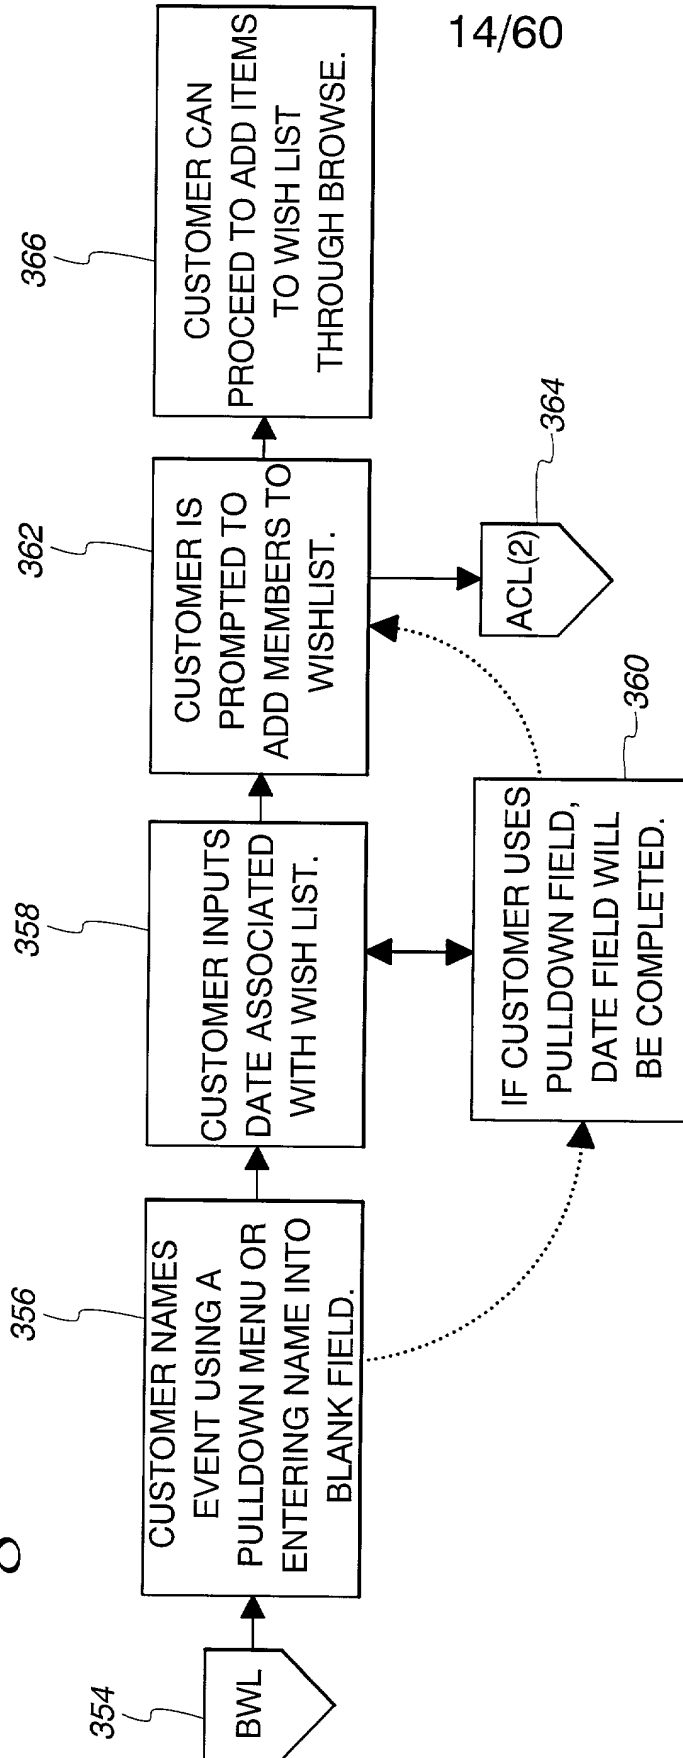 14/60
354
BWL
356
CUSTOMER NAMES
EVENT USING A
PULLDOWN MENU OR
ENTERING NAME INTO
BLANK FIELD.
358
CUSTOMER INPUTS
DATE ASSOCIATED
WITH WISH LIST.
IF CUSTOMER USES
PULLDOWN FIELD,
DATE FIELD WILL
BE COMPLETED.
360
362
CUSTOMER IS
PROMPTED TO
ADD MEMBERS TO
WISHLIST.
ACL(2)
364
366
CUSTOMER CAN
PROCEED TO ADD ITEMS
TO WISH LIST
THROUGH BROWSE.